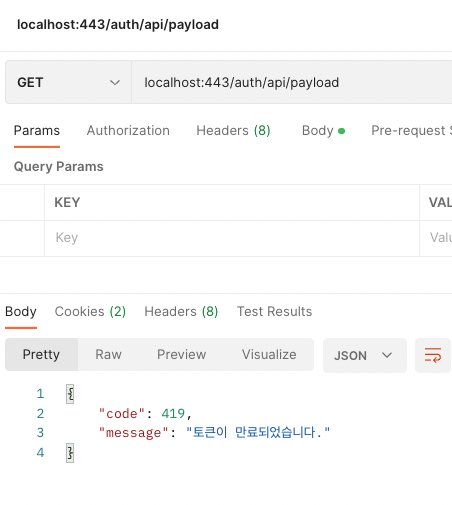 localhost:443/auth/api/payload
GET localhost:443/auth/api/payload
Params Authorization Headers (8) Body Pre-request S
Query Params
KEY VAL
Key Valu
Body Cookies (2) Headers (8) Test Results
Pretty Raw Preview Visualize JSON
1 {
2 "code": 419,
3 "message": "토큰이 만료되었습니다."
4 }